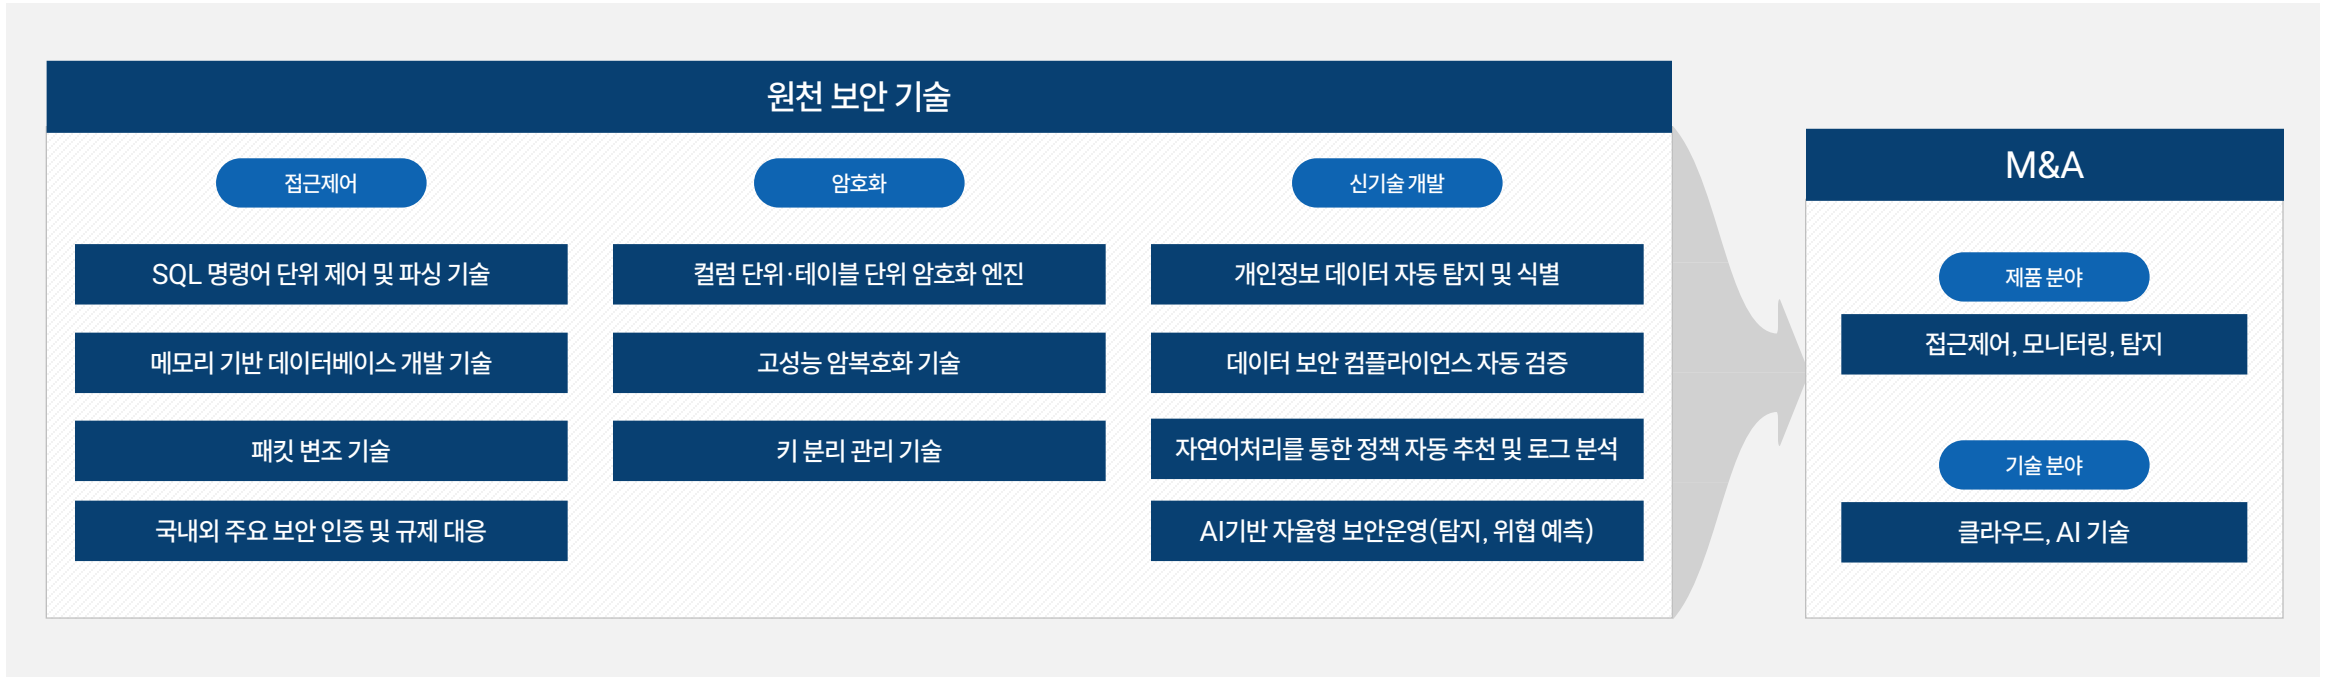 원천 보안 기술
접근제어
SQL 명령어 단위 제어 및 파싱 기술
메모리 기반 데이터베이스 개발 기술
패킷 변조 기술
국내외 주요 보안 인증 및 규제 대응
암호화
컬럼 단위·테이블 단위 암호화 엔진
고성능 암복호화 기술
키 분리 관리 기술
신기술 개발
개인정보 데이터 자동 탐지 및 식별
데이터 보안 컴플라이언스 자동 검증
자연어처리를 통한 정책 자동 추천 및 로그 분석
AI기반 자율형 보안운영(탐지, 위협 예측)
M&A
제품 분야
접근제어, 모니터링, 탐지
기술 분야
클라우드, AI 기술